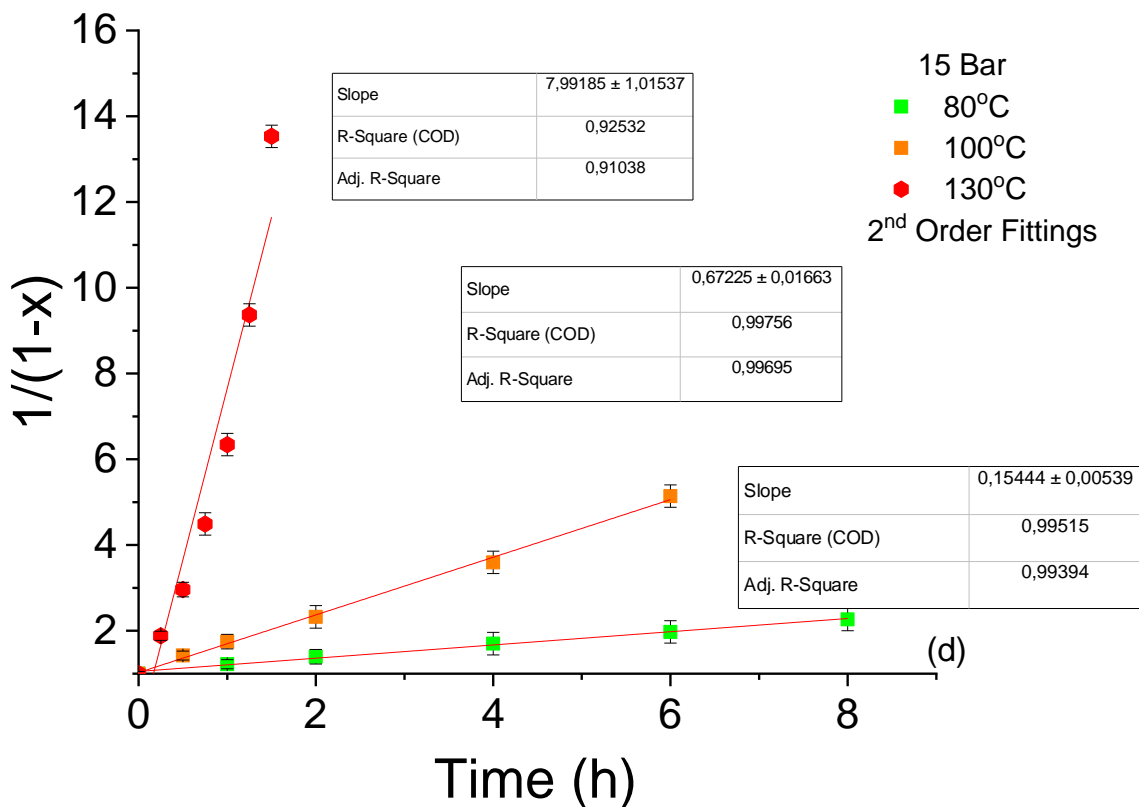 16
14
12
10
8
6
4
2
1/(1-x)
0 2 4 6 8
Time (h)
15 Bar
80°C
100°C
130°C
2nd Order Fittings
Slope 7,99185 ± 1,01537
R-Square (COD) 0,92532
Adj. R-Square 0,91038
Slope 0,67225 ± 0,01663
R-Square (COD) 0,99756
Adj. R-Square 0,99695
Slope 0,15444 ± 0,00539
R-Square (COD) 0,99515
Adj. R-Square 0,99394
(d)